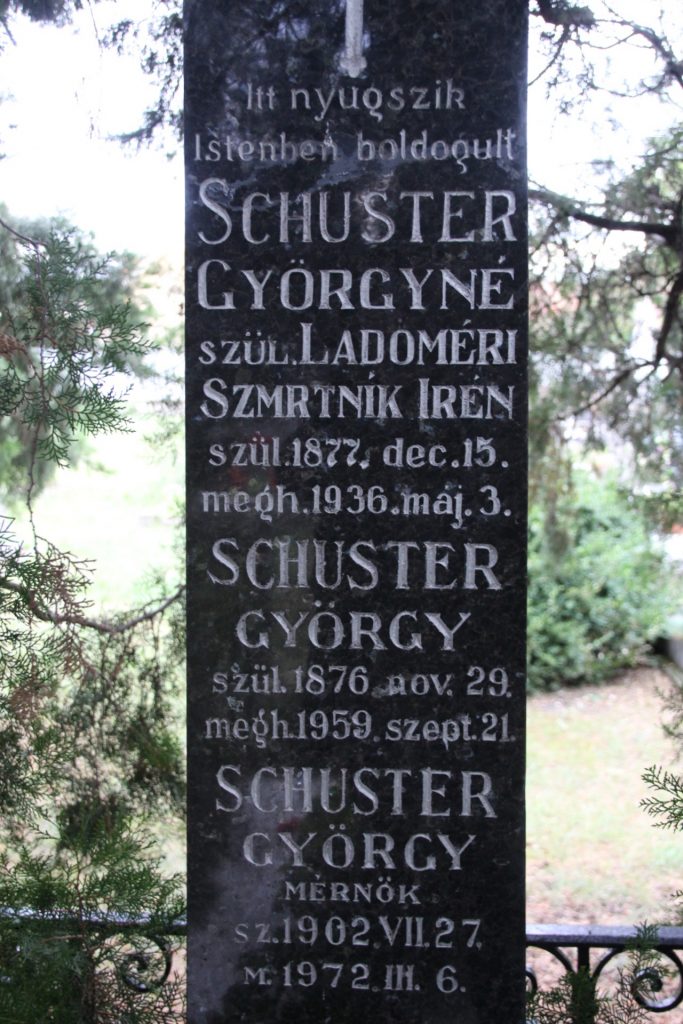 Itt nyugszik
Istenben boldogult
SCHUSTER
GYÖRGYNÉ
szül. LADOMÉRI
SZMRTNÍK IRÉN
szül. 1877. dec. 15.
megh. 1936. máj. 3.
SCHUSTER
GYÖRGY
szül. 1876 nov. 29.
megh. 1959. szept. 21.
SCHUSTER
GYÖRGY
MÉRNÖK
SZ. 1902. VII. 27.
M. 1972. III. 6.